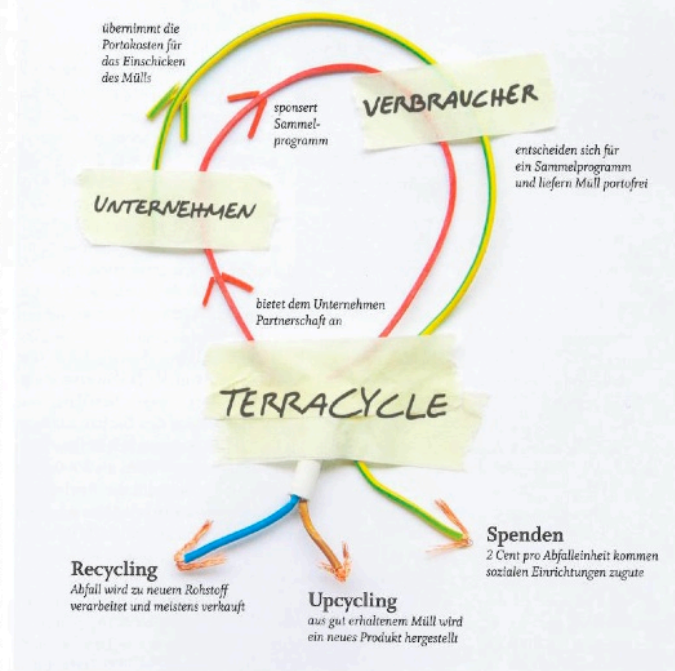 übernimmt die
Portokosten für
das Einschicken
des Mülls
sponsert
Sammel-
programm
VERBRAUCHER
entscheiden sich für
ein Sammelprogramm
und liefern Müll portofrei
UNTERNEHMEN
bietet dem Unternehmen
Partnerschaft an
TERRACYCLE
Spenden
2 Cent pro Abfalleinheit kommen
sozialen Einrichtungen zugute
Recycling
Abfall wird zu neuem Rohstoff
verarbeitet und meistens verkauft
Upcycling
aus gut erhaltenem Müll wird
ein neues Produkt hergestellt